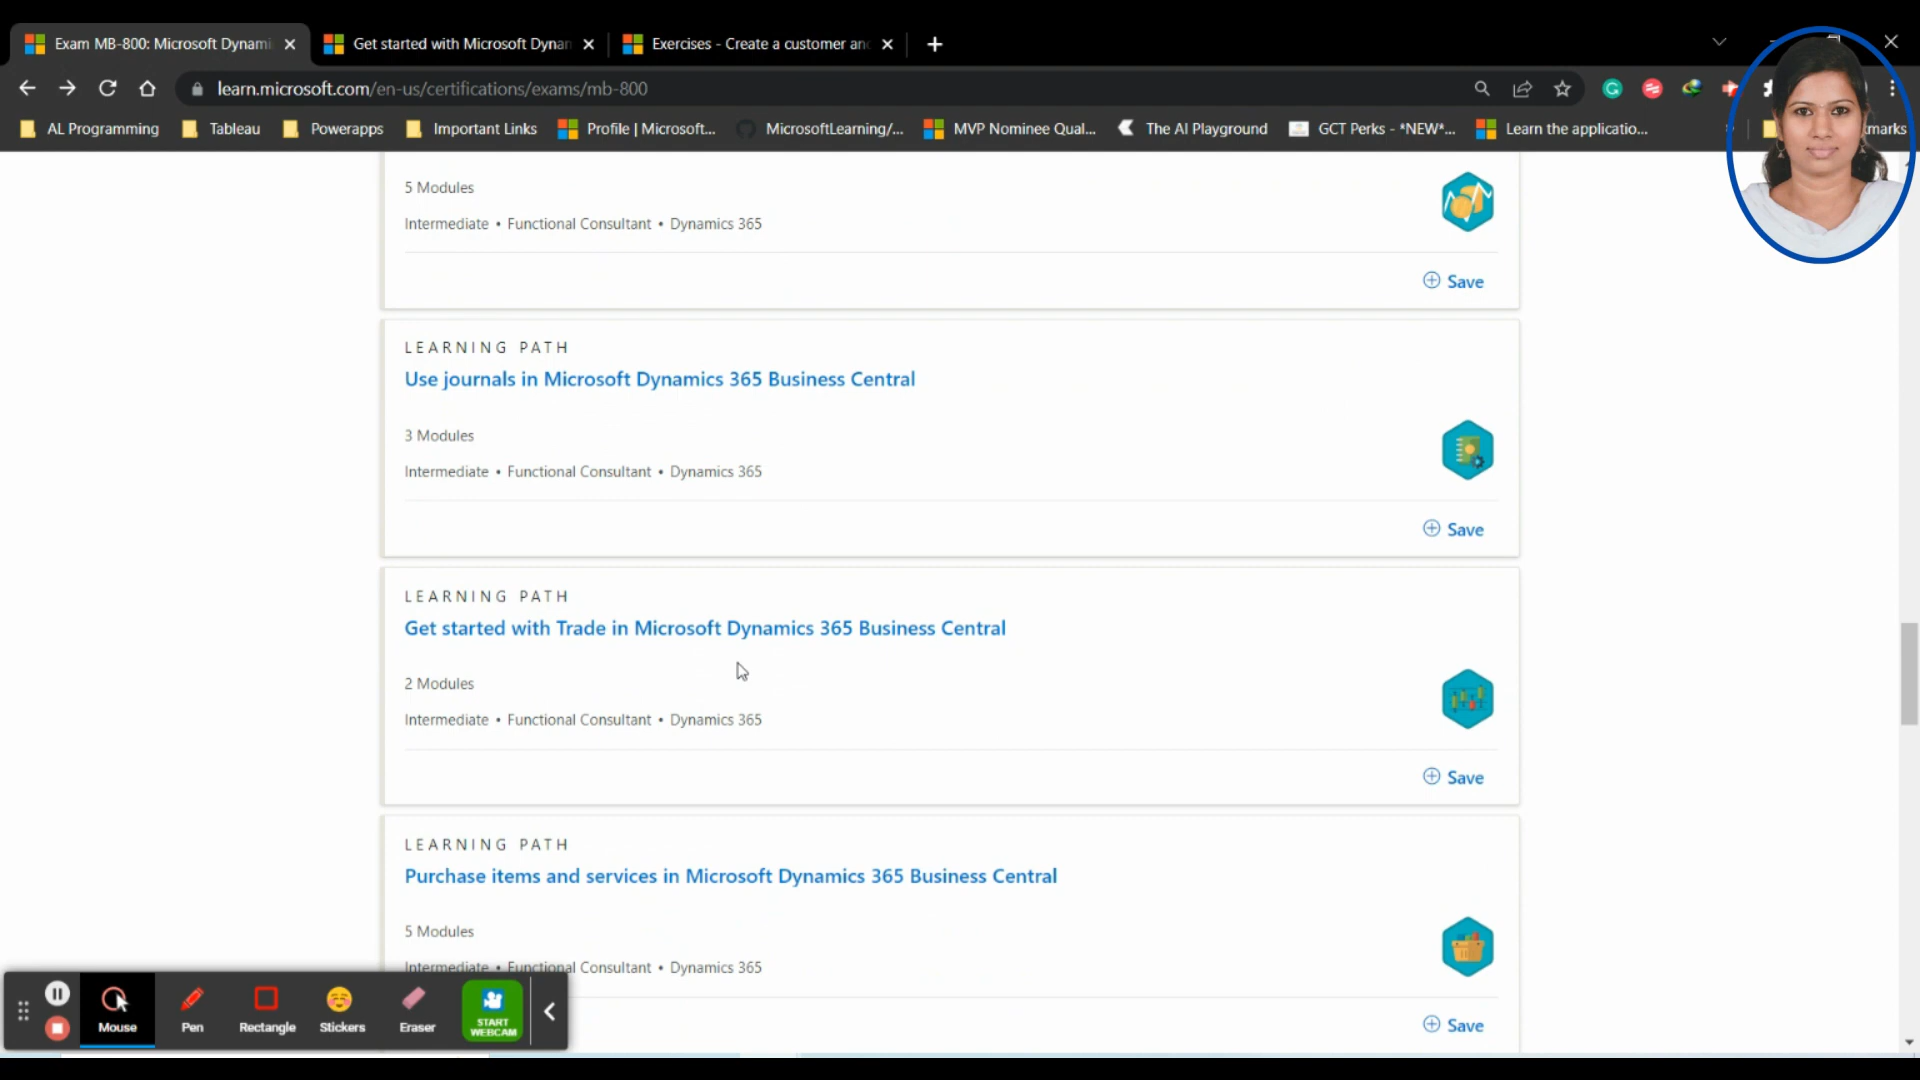 Exam MB-800: Microsoft Dynami
Get started with Microsoft Dynan
Exercises - Create a customer and
learn.microsoft.com/en-us/certifications/exams/mb-800
AL Programming
Tableau
Powerapps
Important Links
Profile | Microsoft...
MicrosoftLearning/...
MVP Nominee Qual...
The AI Playground
GCT Perks - *NEW*...
Learn the applicatio...
marks
5 Modules
Intermediate • Functional Consultant • Dynamics 365
Save
LEARNING PATH
Use journals in Microsoft Dynamics 365 Business Central
3 Modules
Intermediate • Functional Consultant • Dynamics 365
Save
LEARNING PATH
Get started with Trade in Microsoft Dynamics 365 Business Central
2 Modules
Intermediate • Functional Consultant • Dynamics 365
Save
LEARNING PATH
Purchase items and services in Microsoft Dynamics 365 Business Central
5 Modules
Intermediate • Functional Consultant • Dynamics 365
Save
Mouse
Pen
Rectangle
Stickers
Eraser
START
WEBCAM